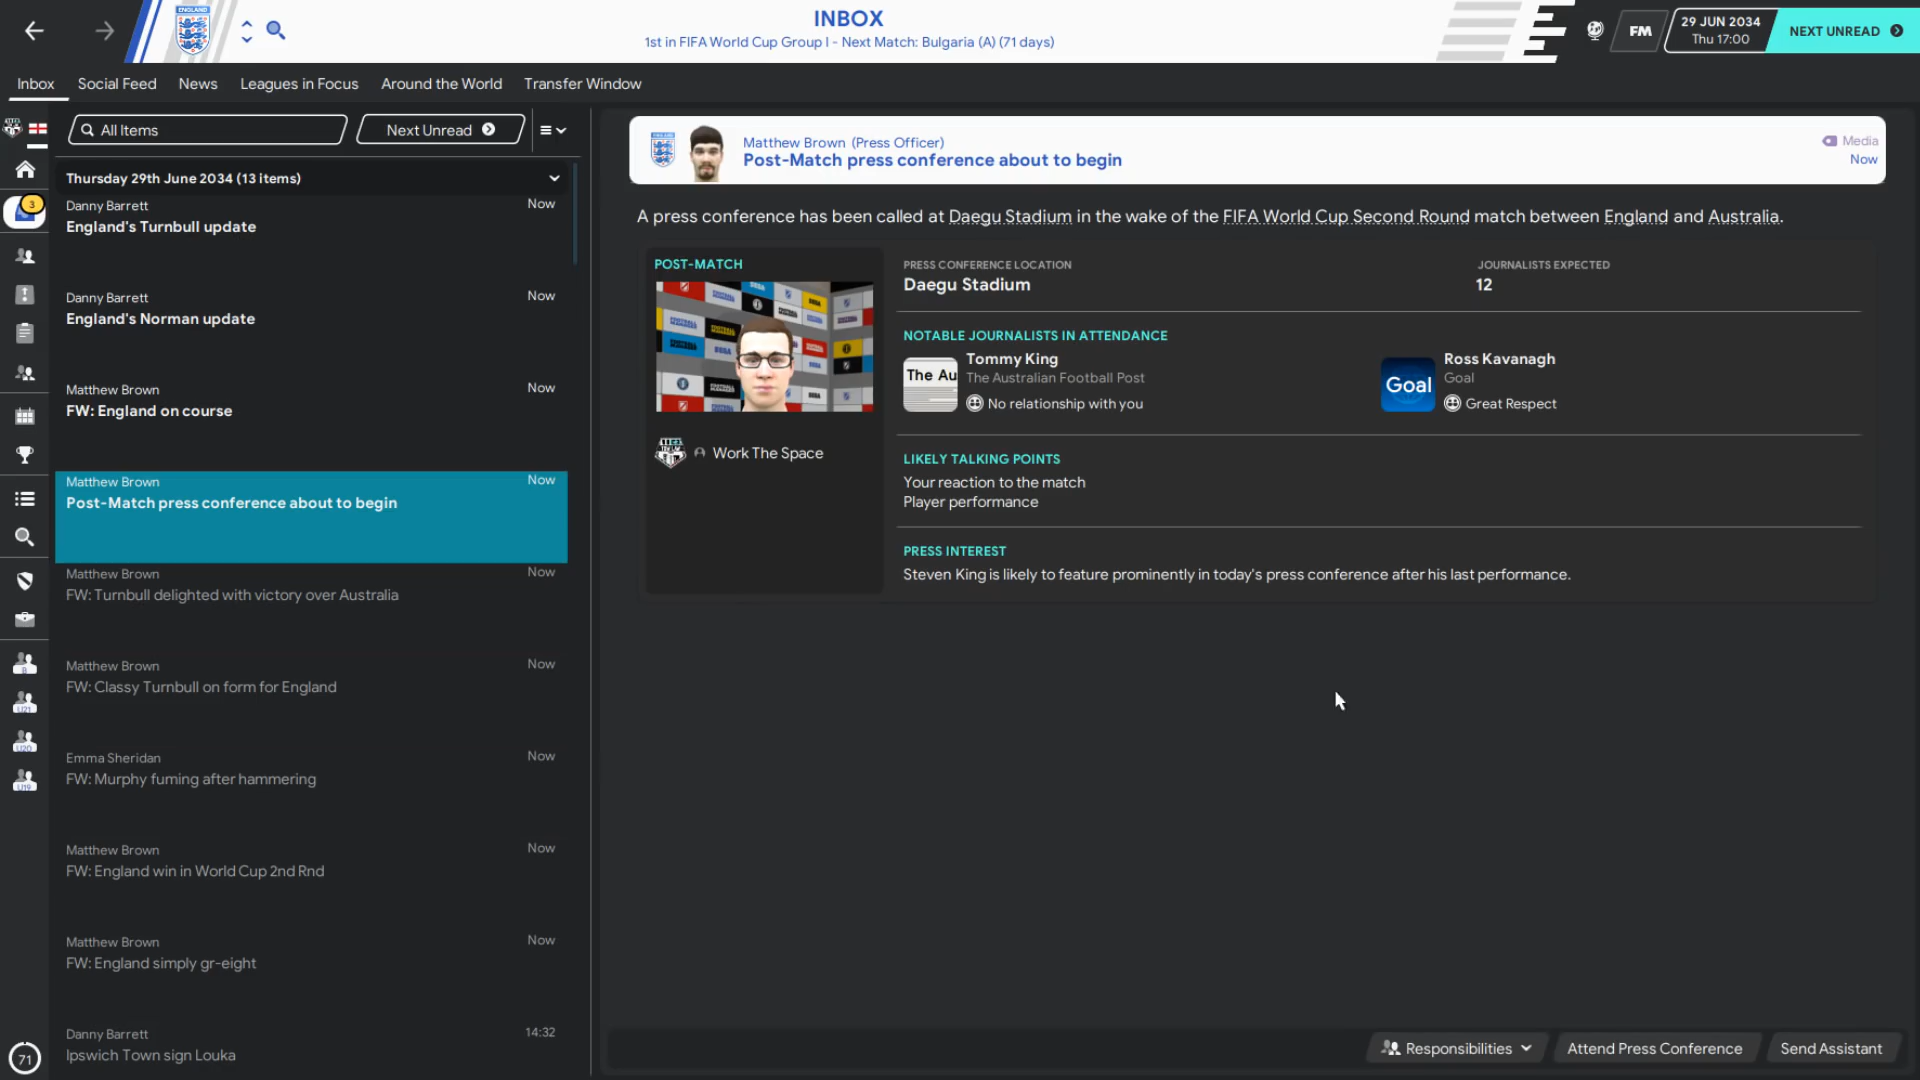 INBOX
1st in FIFA World Cup Group I - Next Match: Bulgaria (A) (71 days)
ENGLAND
FM
29 JUN 2034
Thu 17:00
NEXT UNREAD
Inbox
Social Feed
News
Leagues in Focus
Around the World
Transfer Window
All Items
Next Unread
3
Thursday 29th June 2034 (13 items)
Danny Barrett
Now
England's Turnbull update
Danny Barrett
Now
England's Norman update
Matthew Brown
Now
FW: England on course
Matthew Brown
Now
Post-Match press conference about to begin
Matthew Brown
Now
FW: Turnbull delighted with victory over Australia
Matthew Brown
Now
FW: Classy Turnbull on form for England
Emma Sheridan
Now
FW: Murphy fuming after hammering
Matthew Brown
Now
FW: England win in World Cup 2nd Rnd
Matthew Brown
Now
FW: England simply gr-eight
Danny Barrett
14:32
Ipswich Town sign Louka
B
U21
U20
U19
71
Matthew Brown (Press Officer)
Post-Match press conference about to begin
Media
Now
A press conference has been called at Daegu Stadium in the wake of the FIFA World Cup Second Round match between England and Australia.
POST-MATCH
Work The Space
PRESS CONFERENCE LOCATION
Daegu Stadium
JOURNALISTS EXPECTED
12
NOTABLE JOURNALISTS IN ATTENDANCE
The Au
Tommy King
The Australian Football Post
No relationship with you
Goal
Ross Kavanagh
Goal
Great Respect
LIKELY TALKING POINTS
Your reaction to the match
Player performance
PRESS INTEREST
Steven King is likely to feature prominently in today's press conference after his last performance.
Responsibilities
Attend Press Conference
Send Assistant